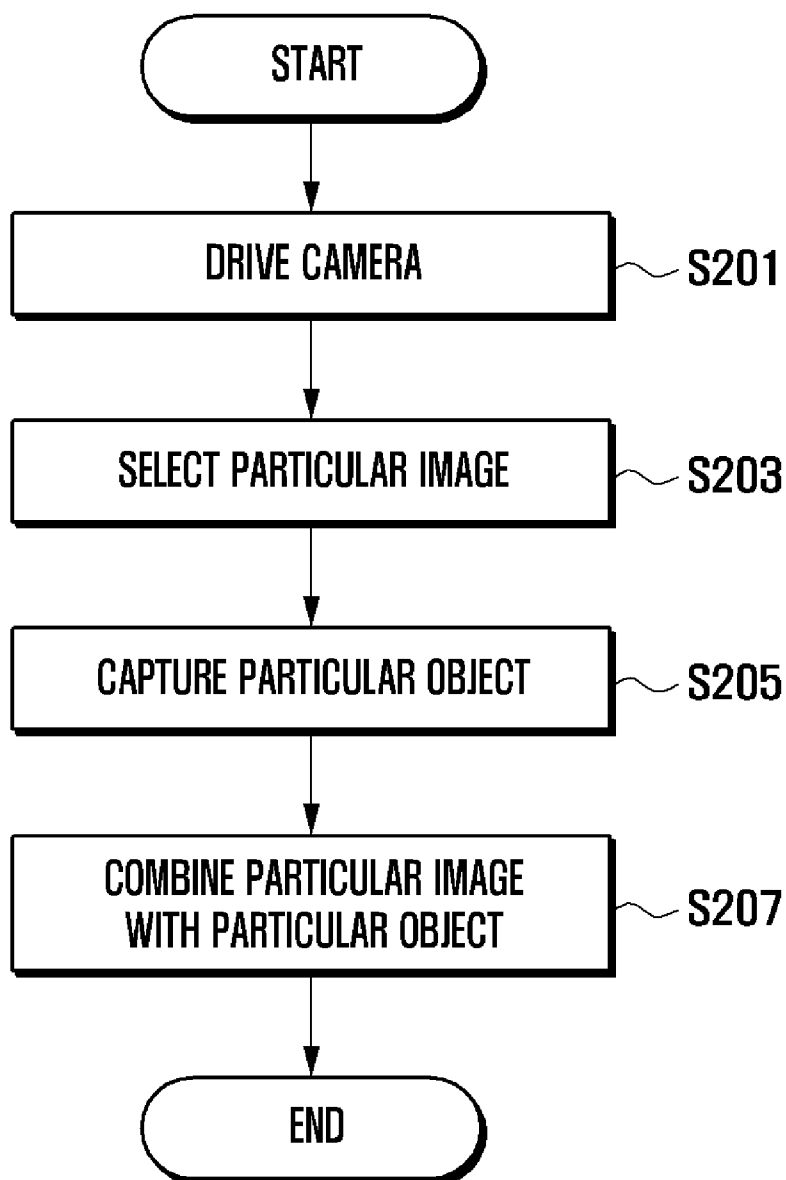 START
DRIVE CAMERA
S201
SELECT PARTICULAR IMAGE
S203
CAPTURE PARTICULAR OBJECT
S205
COMBINE PARTICULAR IMAGE
WITH PARTICULAR OBJECT
S207
END